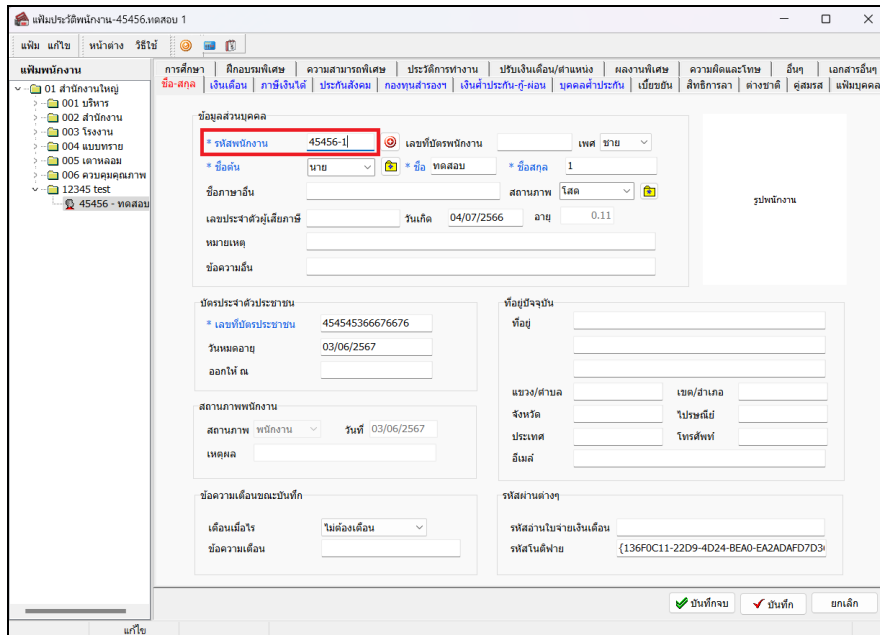 แฟ้มประวัติพนักงาน-45456.ทดสอบ 1
แฟ้ม แก้ไข หน้าต่าง วิธีใช้
แฟ้มพนักงาน
01 สำนักงานใหญ่
001 บริหาร
002 สำนักงาน
003 โรงงาน
004 แบบทราย
005 เตาหลอม
006 ควบคุมคุณภาพ
12345 test
45456 - ทดสอบ
การศึกษา ฝึกอบรมพิเศษ ความสามารถพิเศษ ประวัติการทำงาน ปรับเงินเดือน/ตำแหน่ง ผลงานพิเศษ ความผิดและโทษ อื่นๆ เอกสารอื่นๆ
ชื่อ-สกุล เงินเดือน ภาษีเงินได้ ประกันสังคม กองทุนสำรองฯ เงินค้ำประกัน-กู้-ผ่อน บุคคลค้ำประกัน เบี้ยขยัน สิทธิการลา ต่างชาติ คู่สมรส แฟ้มบุคคล
ข้อมูลส่วนบุคคล
* รหัสพนักงาน 45456-1 เลขที่บัตรพนักงาน เพศ ชาย
* ชื่อต้น นาย * ชื่อ ทดสอบ * ชื่อสกุล 1
ชื่อภาษาอื่น สถานภาพ โสด
เลขประจำตัวผู้เสียภาษี วันเกิด 04/07/2566 อายุ 0.11
หมายเหตุ
ข้อความอื่น
รูปพนักงาน
บัตรประจำตัวประชาชน
* เลขที่บัตรประชาชน 454545366676676
วันหมดอายุ 03/06/2567
ออกให้ ณ
ที่อยู่ปัจจุบัน
ที่อยู่
แขวง/ตำบล เขต/อำเภอ
จังหวัด ไปรษณีย์
ประเทศ โทรศัพท์
อีเมล์
สถานภาพพนักงาน
สถานภาพ พนักงาน วันที่ 03/06/2567
เหตุผล
ข้อความเตือนขณะบันทึก
เตือนเมื่อไร ไม่ต้องเตือน
ข้อความเตือน
รหัสผ่านต่างๆ
รหัสอ่านใบจ่ายเงินเดือน
รหัสโนติฟาย {136F0C11-22D9-4D24-BEA0-EA2ADAFD7D3
บันทึกจบ บันทึก ยกเลิก
แก้ไข